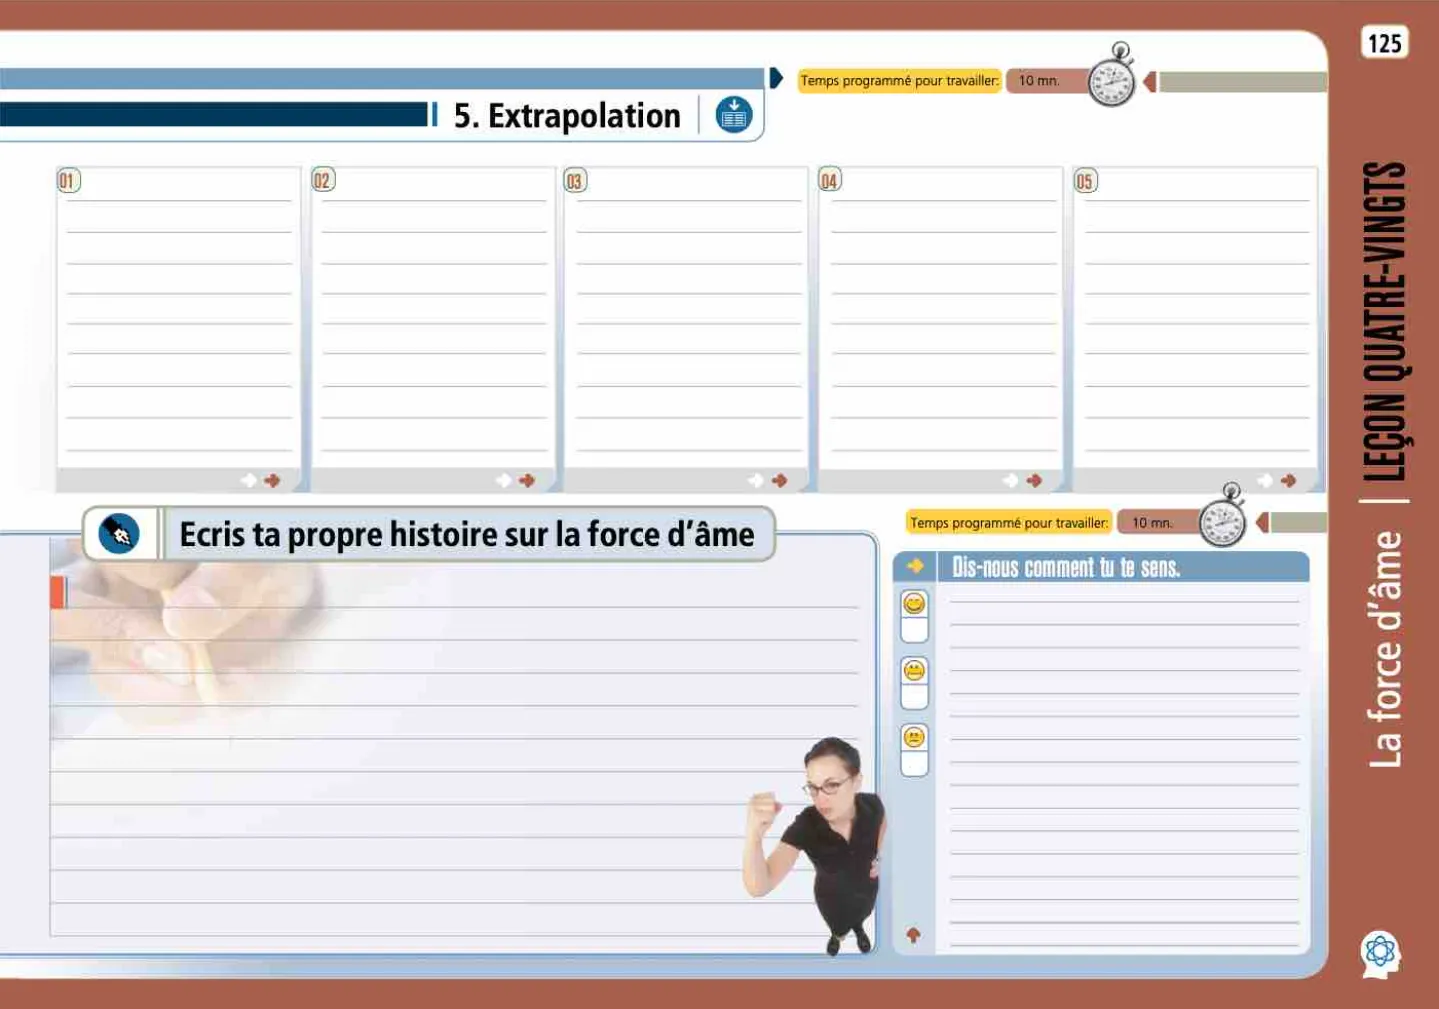 125
Temps programmé pour travailler: 10 mn.
5. Extrapolation
01 02 03 04 05
Ecris ta propre histoire sur la force d'âme
Temps programmé pour travailler: 10 mn.
Dis-nous comment tu te sens.
LEÇON QUATRE-VINGTS
La force d'âme